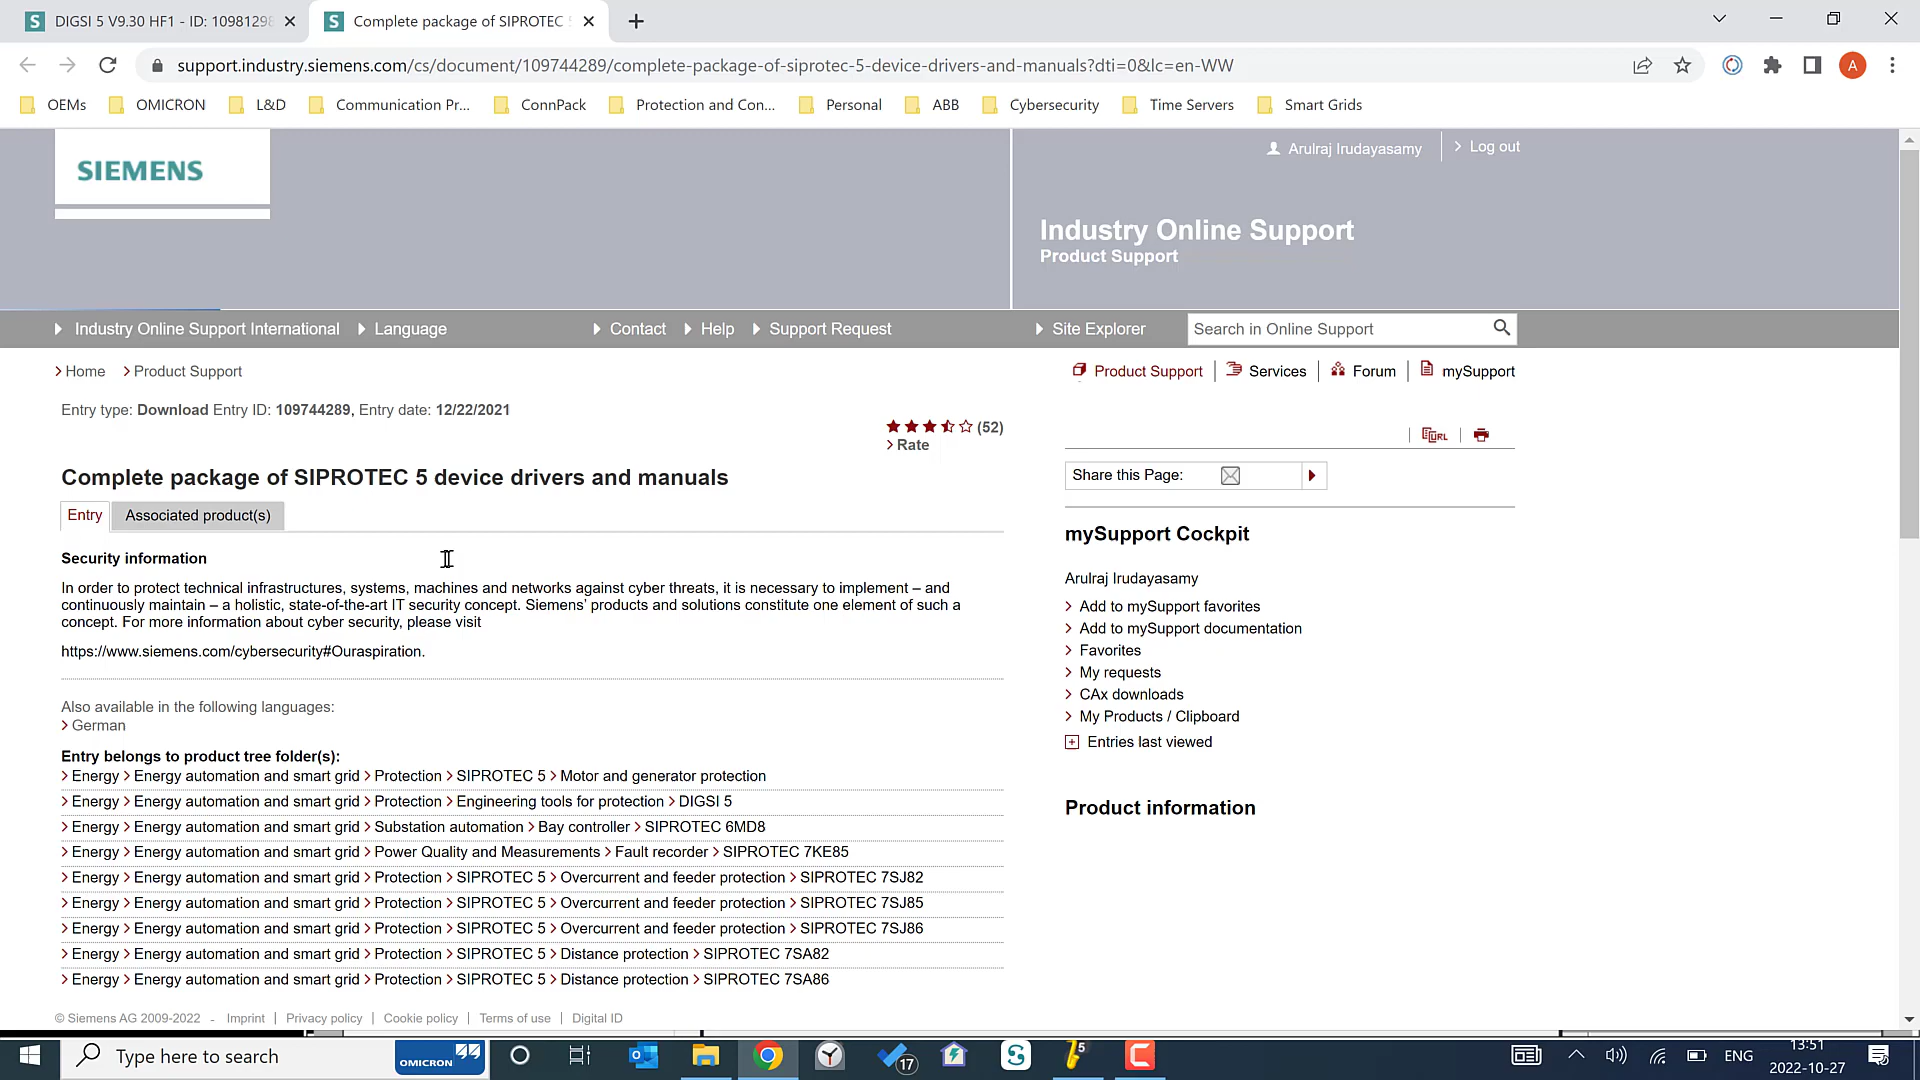 DIGSI 5 V9.30 HF1 - ID: 10981298
Complete package of SIPROTEC 5
support.industry.siemens.com/cs/document/109744289/complete-package-of-siprotec-5-device-drivers-and-manuals?dti=0&lc=en-WW
A
OEMs
OMICRON
L&D
Communication Pr...
ConnPack
Protection and Con...
Personal
ABB
Cybersecurity
Time Servers
Smart Grids
SIEMENS
Arulraj Irudayasamy
Log out
Industry Online Support
Product Support
Industry Online Support International
Language
Contact
Help
Support Request
Site Explorer
Search in Online Support
Home
Product Support
Product Support
Services
Forum
mySupport
Entry type: Download Entry ID: 109744289, Entry date: 12/22/2021
(52)
Rate
URL
Complete package of SIPROTEC 5 device drivers and manuals
Share this Page:
Entry
Associated product(s)
Security information
In order to protect technical infrastructures, systems, machines and networks against cyber threats, it is necessary to implement – and
continuously maintain – a holistic, state-of-the-art IT security concept. Siemens' products and solutions constitute one element of such a
concept. For more information about cyber security, please visit
https://www.siemens.com/cybersecurity#Ouraspiration.
Also available in the following languages:
German
Entry belongs to product tree folder(s):
Energy > Energy automation and smart grid > Protection > SIPROTEC 5 > Motor and generator protection
Energy > Energy automation and smart grid > Protection > Engineering tools for protection > DIGSI 5
Energy > Energy automation and smart grid > Substation automation > Bay controller > SIPROTEC 6MD8
Energy > Energy automation and smart grid > Power Quality and Measurements > Fault recorder > SIPROTEC 7KE85
Energy > Energy automation and smart grid > Protection > SIPROTEC 5 > Overcurrent and feeder protection > SIPROTEC 7SJ82
Energy > Energy automation and smart grid > Protection > SIPROTEC 5 > Overcurrent and feeder protection > SIPROTEC 7SJ85
Energy > Energy automation and smart grid > Protection > SIPROTEC 5 > Overcurrent and feeder protection > SIPROTEC 7SJ86
Energy > Energy automation and smart grid > Protection > SIPROTEC 5 > Distance protection > SIPROTEC 7SA82
Energy > Energy automation and smart grid > Protection > SIPROTEC 5 > Distance protection > SIPROTEC 7SA86
mySupport Cockpit
Arulraj Irudayasamy
Add to mySupport favorites
Add to mySupport documentation
Favorites
My requests
CAx downloads
My Products / Clipboard
Entries last viewed
Product information
© Siemens AG 2009-2022 - Imprint | Privacy policy | Cookie policy | Terms of use | Digital ID
Type here to search
OMICRON
17
5
ENG
13:51
2022-10-27